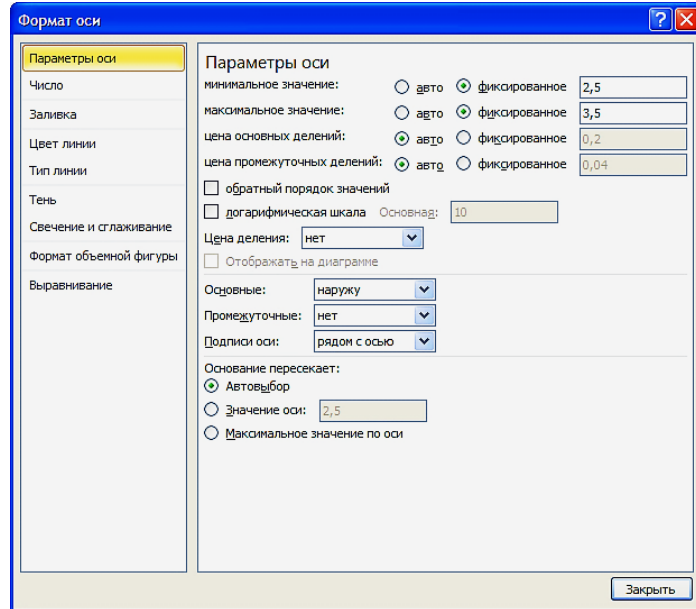 Формат оси
Параметры оси
Число
Заливка
Цвет линии
Тип линии
Тень
Свечение и сглаживание
Формат объемной фигуры
Выравнивание
Параметры оси
минимальное значение: авто фиксированное 2,5
максимальное значение: авто фиксированное 3,5
цена основных делений: авто фиксированное 0,2
цена промежуточных делений: авто фиксированное 0,04
обратный порядок значений
логарифмическая шкала Основная: 10
Цена деления: нет
Отображать на диаграмме
Основные: наружу
Промежуточные: нет
Подписи оси: рядом с осью
Основание пересекает:
Автовыбор
Значение оси: 2,5
Максимальное значение по оси
Закрыть